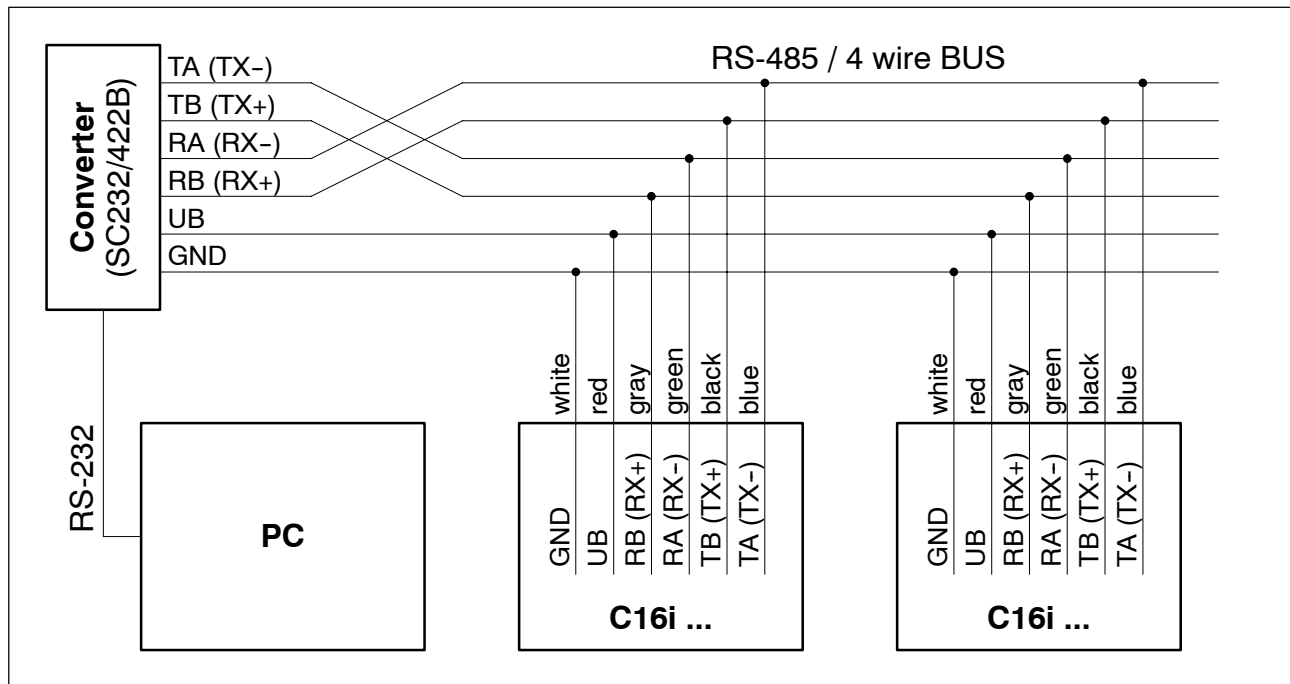 RS-485 / 4 wire BUS
Converter
(SC232/422B)
TA (TX–)
TB (TX+)
RA (RX–)
RB (RX+)
UB
GND
RS-232
PC
white
red
gray
green
black
blue
GND
UB
RB (RX+)
RA (RX–)
TB (TX+)
TA (TX–)
C16i ...
white
red
gray
green
black
blue
GND
UB
RB (RX+)
RA (RX–)
TB (TX+)
TA (TX–)
C16i ...